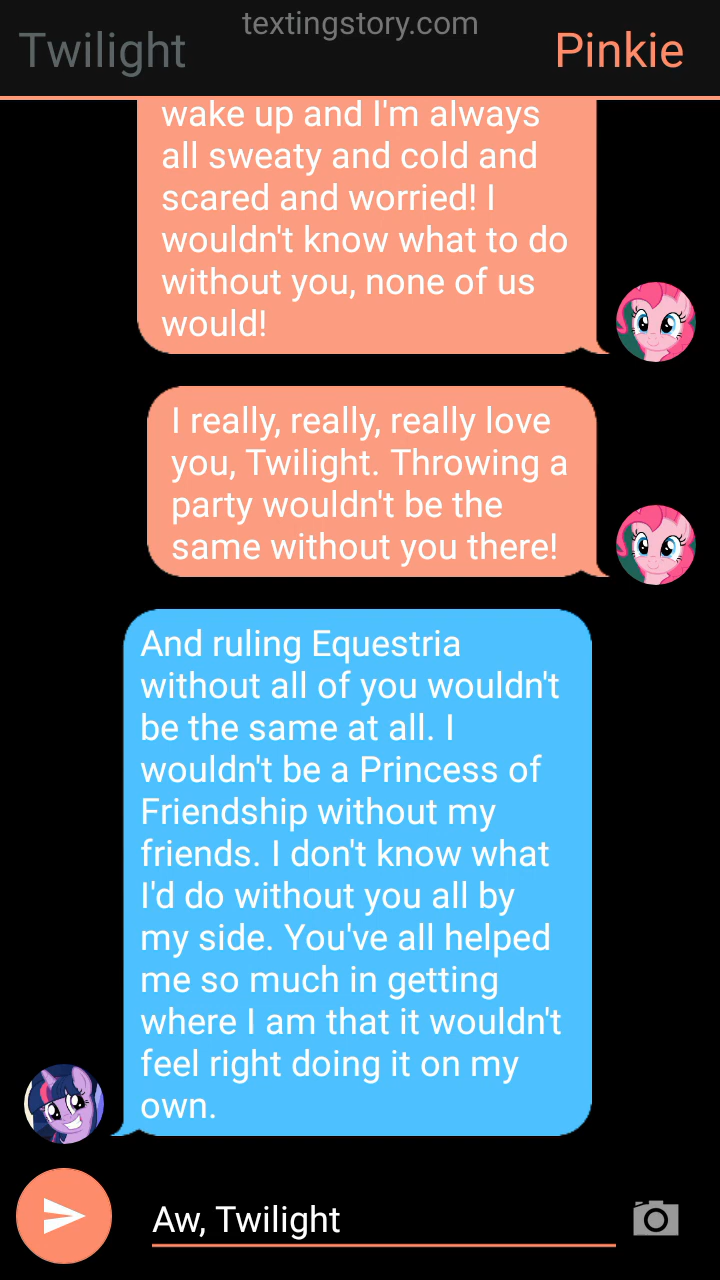 textingstory.com
Twilight
Pinkie
wake up and I'm always
all sweaty and cold and
scared and worried! I
wouldn't know what to do
without you, none of us
would!
I really, really, really love
you, Twilight. Throwing a
party wouldn't be the
same without you there!
And ruling Equestria
without all of you wouldn't
be the same at all. I
wouldn't be a Princess of
Friendship without my
friends. I don't know what
I'd do without you all by
my side. You've all helped
me so much in getting
where I am that it wouldn't
feel right doing it on my
own.
Aw, Twilight